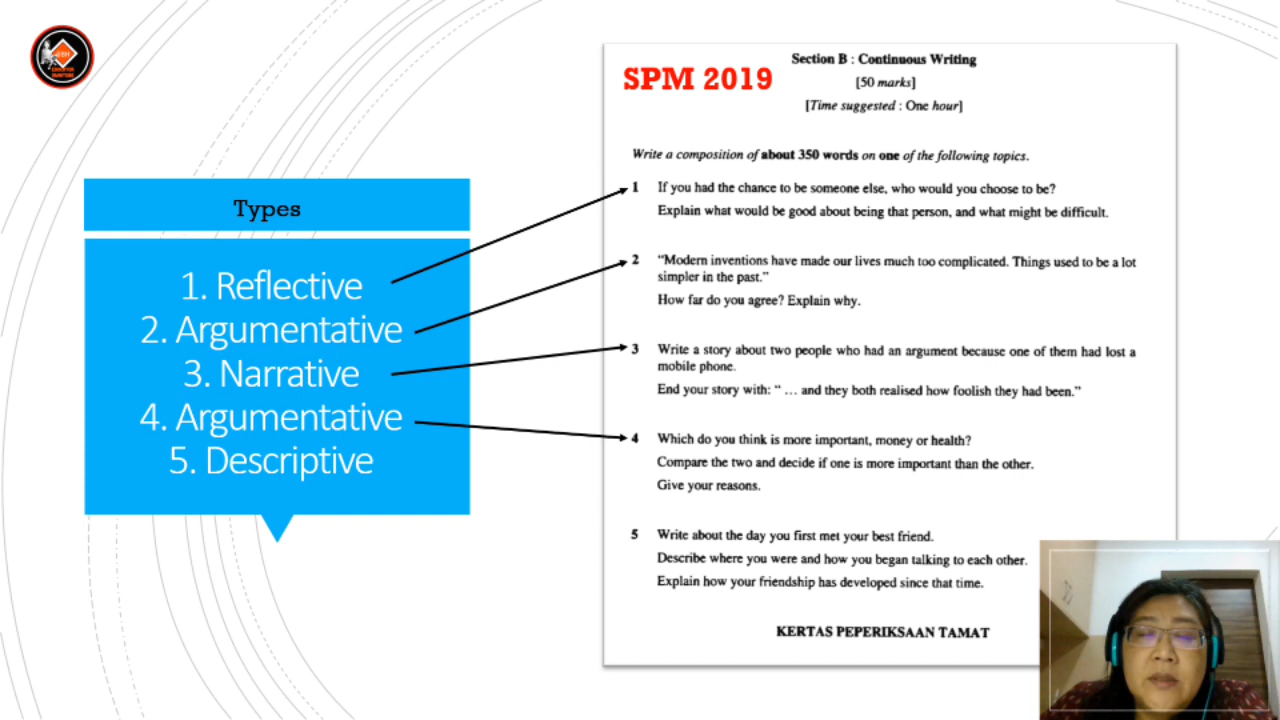 Types
1. Reflective
2. Argumentative
3. Narrative
4. Argumentative
5. Descriptive
SPM 2019
Section B : Continuous Writing
[50 marks]
[Time suggested : One hour]
Write a composition of about 350 words on one of the following topics.
1 If you had the chance to be someone else, who would you choose to be?
Explain what would be good about being that person, and what might be difficult.
2 “Modern inventions have made our lives much too complicated. Things used to be a lot
simpler in the past.”
How far do you agree? Explain why.
3 Write a story about two people who had an argument because one of them had lost a
mobile phone.
End your story with: “ ... and they both realised how foolish they had been.”
4 Which do you think is more important, money or health?
Compare the two and decide if one is more important than the other.
Give your reasons.
5 Write about the day you first met your best friend.
Describe where you were and how you began talking to each other.
Explain how your friendship has developed since that time.
KERTAS PEPERIKSAAN TAMAT